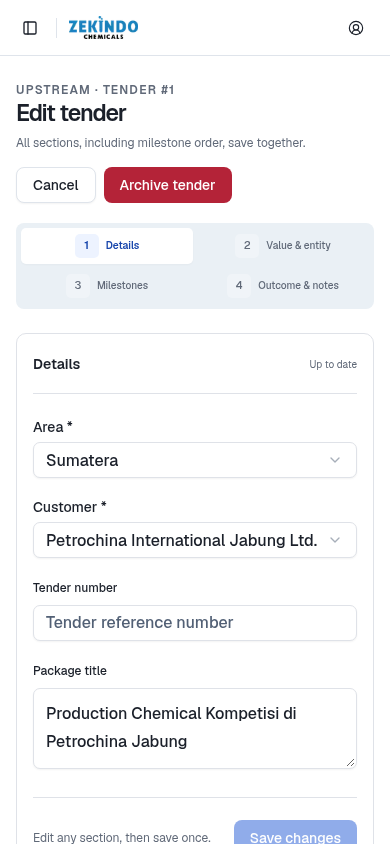 ZEKINDO
CHEMICALS
UPSTREAM · TENDER #1
Edit tender
All sections, including milestone order, save together.
Cancel
Archive tender
1 Details
2 Value & entity
3 Milestones
4 Outcome & notes
Details
Up to date
Area *
Sumatera
Customer *
Petrochina International Jabung Ltd.
Tender number
Tender reference number
Package title
Production Chemical Kompetisi di
Petrochina Jabung
Edit any section, then save once.
Save changes